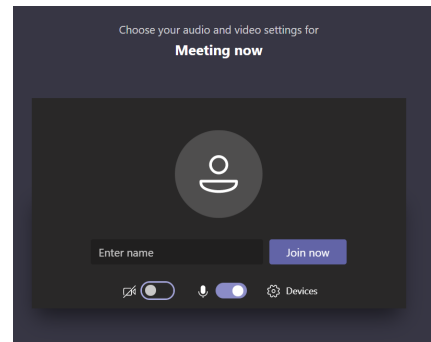 Choose your audio and video settings for
Meeting now
Enter name
Join now
Devices